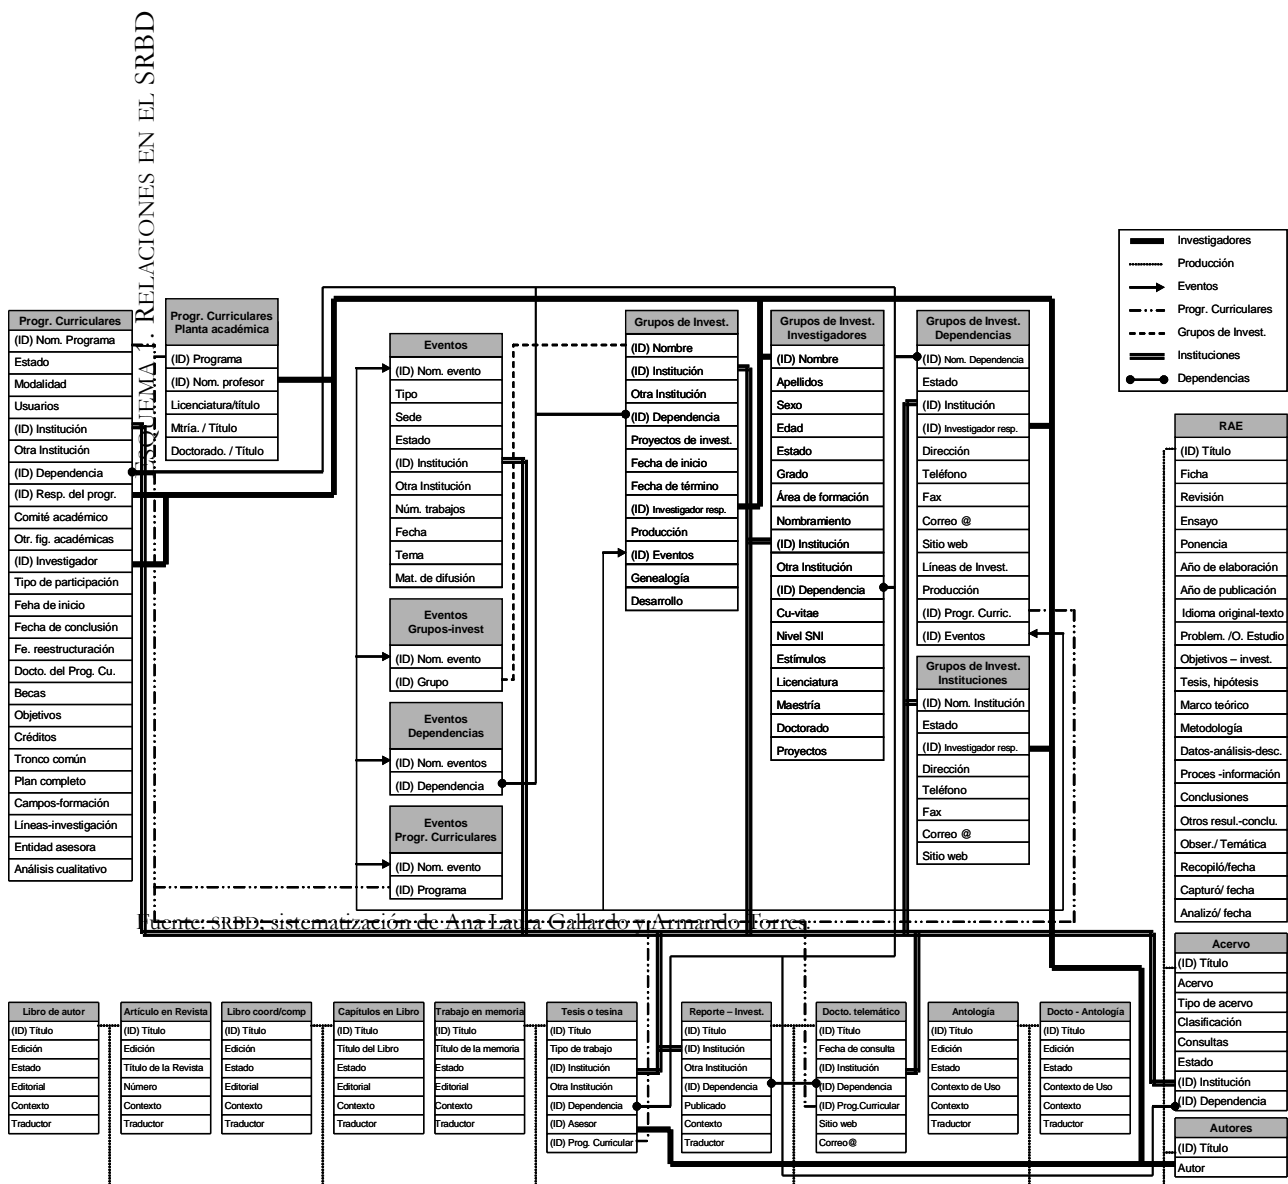 ESQUEMA 1. RELACIONES EN EL SRBD
Investigadores
Producción
Eventos
Progr. Curriculares
Grupos de Invest.
Instituciones
Dependencias
Progr. Curriculares
(ID) Nom. Programa
Estado
Modalidad
Usuarios
(ID) Institución
Otra Institución
(ID) Dependencia
(ID) Resp. del progr.
Comité académico
Otr. fig. académicas
(ID) Investigador
Tipo de participación
Feha de inicio
Fecha de conclusión
Fe. reestructuración
Docto. del Prog. Cu.
Becas
Objetivos
Créditos
Tronco común
Plan completo
Campos-formación
Líneas-investigación
Entidad asesora
Análisis cualitativo
Progr. Curriculares
Planta académica
(ID) Programa
(ID) Nom. profesor
Licenciatura/título
Mtría. / Título
Doctorado. / Título
Eventos
(ID) Nom. evento
Tipo
Sede
Estado
(ID) Institución
Otra Institución
Núm. trabajos
Fecha
Tema
Mat. de difusión
Eventos
Grupos-invest
(ID) Nom. evento
(ID) Grupo
Eventos
Dependencias
(ID) Nom. eventos
(ID) Dependencia
Eventos
Progr. Curriculares
(ID) Nom. evento
(ID) Programa
Grupos de Invest.
(ID) Nombre
(ID) Institución
Otra Institución
(ID) Dependencia
Proyectos de invest.
Fecha de inicio
Fecha de término
(ID) Investigador resp.
Producción
(ID) Eventos
Genealogía
Desarrollo
Grupos de Invest.
Investigadores
(ID) Nombre
Apellidos
Sexo
Edad
Estado
Grado
Área de formación
Nombramiento
(ID) Institución
Otra Institución
(ID) Dependencia
Cu-vitae
Nivel SNI
Estímulos
Licenciatura
Maestría
Doctorado
Proyectos
Grupos de Invest.
Dependencias
(ID) Nom. Dependencia
Estado
(ID) Institución
(ID) Investigador resp.
Dirección
Teléfono
Fax
Correo @
Sitio web
Líneas de Invest.
Producción
(ID) Progr. Curric.
(ID) Eventos
Grupos de Invest.
Instituciones
(ID) Nom. Institución
Estado
(ID) Investigador resp.
Dirección
Teléfono
Fax
Correo @
Sitio web
RAE
(ID) Título
Ficha
Revisión
Ensayo
Ponencia
Año de elaboración
Año de publicación
Idioma original-texto
Problem. /O. Estudio
Objetivos – invest.
Tesis, hipótesis
Marco teórico
Metodología
Datos-análisis-desc.
Proces -información
Conclusiones
Otros resul.-conclu.
Obser./ Temática
Recopiló/fecha
Capturó/ fecha
Analizó/ fecha
Fuente: SRBD; sistematización de Ana Laura Gallardo y Armando Torres.
Acervo
(ID) Título
Acervo
Tipo de acervo
Clasificación
Consultas
Estado
(ID) Institución
(ID) Dependencia
Autores
(ID) Título
Autor
Libro de autor
(ID) Título
Edición
Estado
Editorial
Contexto
Traductor
Artículo en Revista
(ID) Título
Edición
Título de la Revista
Número
Contexto
Traductor
Libro coord/comp
(ID) Título
Edición
Estado
Editorial
Contexto
Traductor
Capítulos en Libro
(ID) Título
Título del Libro
Estado
Editorial
Contexto
Traductor
Trabajo en memoria
(ID) Título
Título de la memoria
Estado
Editorial
Contexto
Traductor
Tesis o tesina
(ID) Título
Tipo de trabajo
(ID) Institución
Otra Institución
(ID) Dependencia
(ID) Asesor
(ID) Prog. Curricular
Reporte – Invest.
(ID) Título
(ID) Institución
Otra Institución
(ID) Dependencia
Publicado
Contexto
Traductor
Docto. telemático
(ID) Título
Fecha de consulta
(ID) Institución
(ID) Dependencia
(ID) Prog.Curricular
Sitio web
Correo@
Antología
(ID) Título
Edición
Estado
Contexto de Uso
Contexto
Traductor
Docto - Antología
(ID) Título
Edición
Estado
Contexto de Uso
Contexto
Traductor